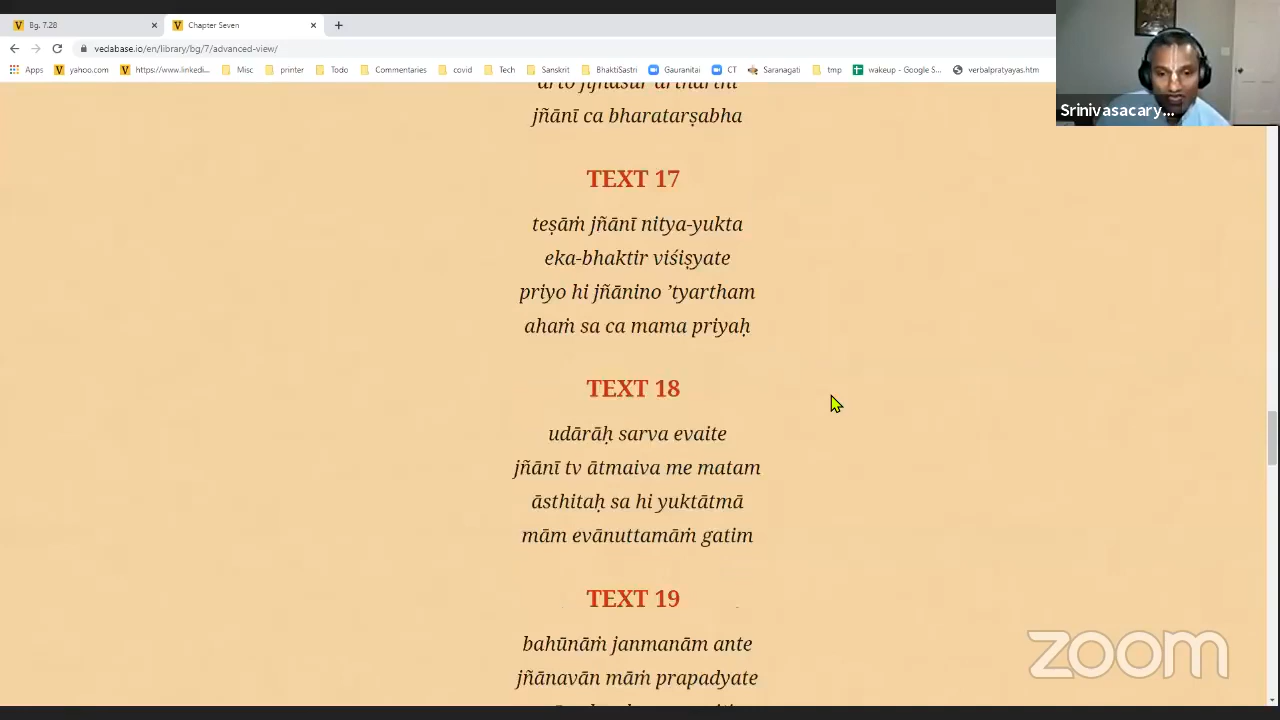 Bg. 7.28
Chapter Seven
vedabase.io/en/library/bg/7/advanced-view/
Apps yahoo.com https://www.linkedi... Misc printer Todo Commentaries covid Tech Sanskrit BhaktiSastri Gauranitai CT Saranagati tmp wakeup - Google S... verbalpratyayas.htm
Srinivasacary...
ārto jijñāsur arthārthī
jñānī ca bharatarṣabha
TEXT 17
teṣāṁ jñānī nitya-yukta
eka-bhaktir viśiṣyate
priyo hi jñānino ’tyartham
ahaṁ sa ca mama priyaḥ
TEXT 18
udārāḥ sarva evaite
jñānī tv ātmaiva me matam
āsthitaḥ sa hi yuktātmā
mām evānuttamāṁ gatim
TEXT 19
bahūnāṁ janmanām ante
jñānavān māṁ prapadyate
zoom